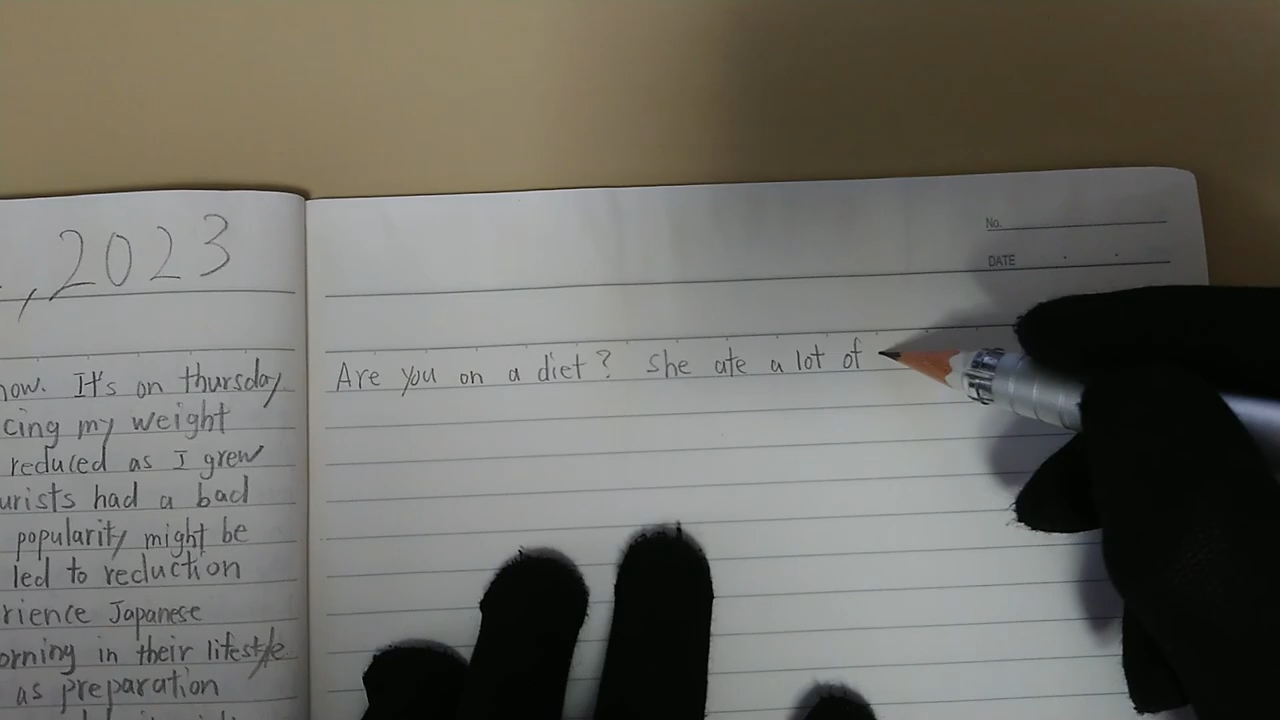 ,2023
now. It's on thursday
cing my weight
reduced as I grew
urists had a bad
popularity might be
led to reduction
rience Japanese
orning in their lifestyle
as preparation
No.
DATE
Are you on a diet? She ate a lot of